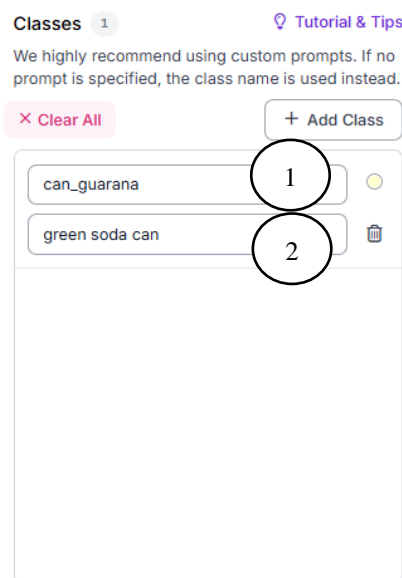 Classes 1 Tutorial & Tips
We highly recommend using custom prompts. If no
prompt is specified, the class name is used instead.
Clear All + Add Class
can_guarana 1
green soda can 2